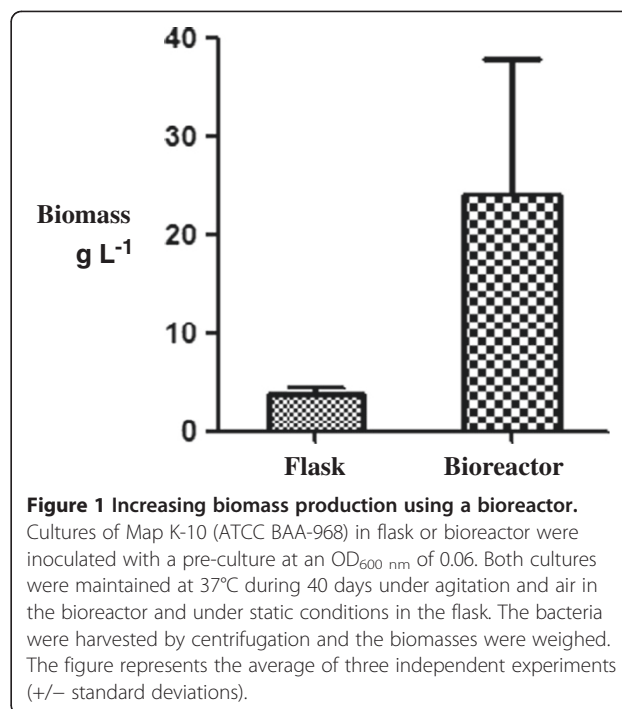 40
30
Biomass
g L-1
20
10
0
Flask Bioreactor
Figure 1 Increasing biomass production using a bioreactor.
Cultures of Map K-10 (ATCC BAA-968) in flask or bioreactor were
inoculated with a pre-culture at an OD600 nm of 0.06. Both cultures
were maintained at 37°C during 40 days under agitation and air in
the bioreactor and under static conditions in the flask. The bacteria
were harvested by centrifugation and the biomasses were weighed.
The figure represents the average of three independent experiments
(+/− standard deviations).